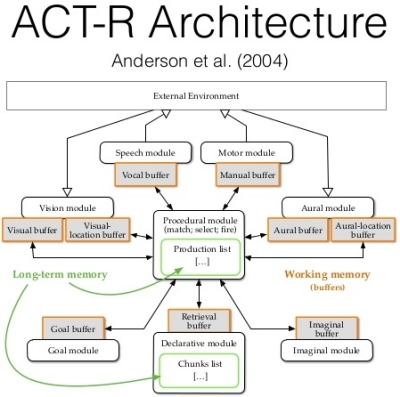 ACT-R Architecture
Anderson et al. (2004)
External Environment
Speech module
Vocal buffer
Motor module
Manual buffer
Vision module
Visual buffer
Visual-
location buffer
Procedural module
(match; select; fire)
Production list
[...]
Aural module
Aural buffer
Aural-location
buffer
Long-term memory
Working memory
(buffers)
Goal buffer
Goal module
Retrieval
buffer
Declarative module
Chunks list
[...]
Imaginal
buffer
Imaginal module